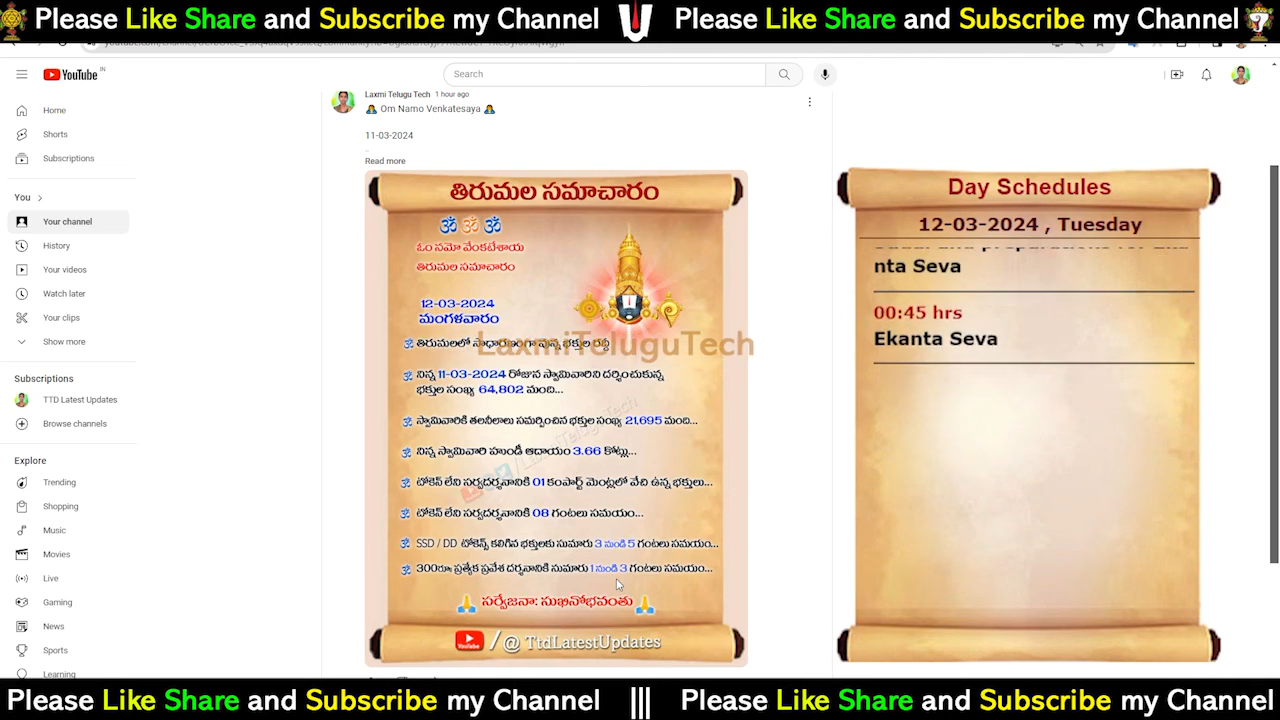 Please Like Share and Subscribe my Channel
Please Like Share and Subscribe my Channel
YouTube IN
Search
Home
Shorts
Subscriptions
You
Your channel
History
Your videos
Watch later
Your clips
Show more
Subscriptions
TTD Latest Updates
Browse channels
Explore
Trending
Shopping
Music
Movies
Live
Gaming
News
Sports
Learning
Laxmi Telugu Tech 1 hour ago
Om Namo Venkatesaya
11-03-2024
Read more
తిరుమల సమాచారం
ॐ ॐ ॐ
ఓం నమో వేంకటేశాయ
తిరుమల సమాచారం
12-03-2024
మంగళవారం
ॐ తిరుమలలో సాధారణంగా వున్న భక్తుల రద్దీ
LaxmiTeluguTech
ॐ నిన్న 11-03-2024 రోజున స్వామివారిని దర్శించుకున్న
భక్తుల సంఖ్య 64,802 మంది...
ॐ స్వామివారికి తలనీలాలు సమర్పించిన భక్తుల సంఖ్య 21,695 మంది...
ॐ నిన్న స్వామివారి హుండీ ఆదాయం 3.66 కోట్లు...
ॐ టోకెన్ లేని సర్వదర్శనానికి 01 కంపార్ట్ మెంట్లలో వేచి ఉన్న భక్తులు...
ॐ టోకెన్ లేని సర్వదర్శనానికి 08 గంటలు సమయం...
ॐ SSD / DD టోకెన్స్ కలిగిన భక్తులకు సుమారు 3 నుండి 5 గంటలు సమయం...
ॐ 300రూ ప్రత్యేక ప్రవేశ దర్శనానికి సుమారు 1 నుండి 3 గంటలు సమయం...
సర్వేజనా: సుఖినోభవంతు
YouTube / @ TtdLatestUpdates
Day Schedules
12-03-2024 , Tuesday
nta Seva
00:45 hrs
Ekanta Seva
Please Like Share and Subscribe my Channel
|||
Please Like Share and Subscribe my Channel